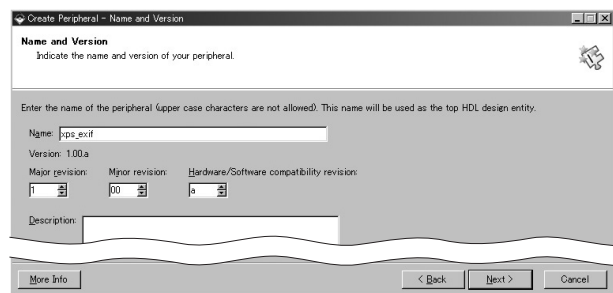 Create Peripheral - Name and Version
Name and Version
Indicate the name and version of your peripheral.
Enter the name of the peripheral (upper case characters are not allowed). This name will be used as the top HDL design entity.
Name: xps_exif
Version: 1.00.a
Major revision: Minor revision: Hardware/Software compatibility revision:
1 00 a
Description:
More Info < Back Next > Cancel